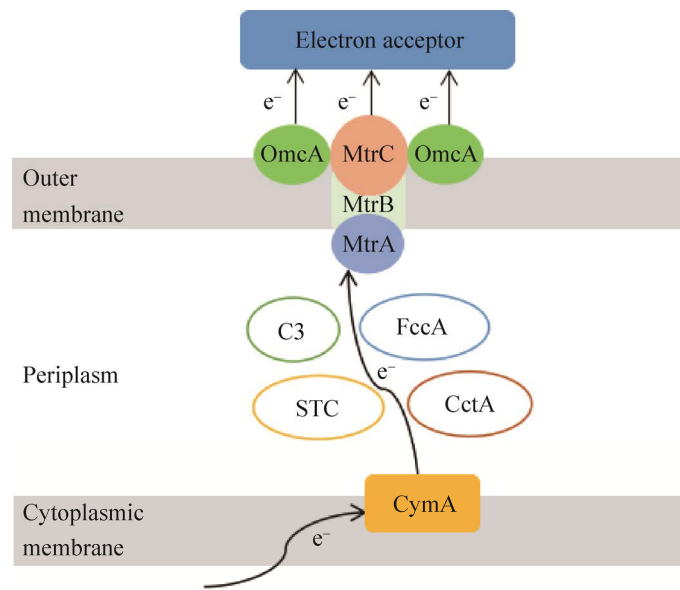 Electron acceptor
e⁻ e⁻ e⁻
OmcA MtrC OmcA
Outer
membrane
MtrB
MtrA
C3 FccA
Periplasm
e⁻
STC CctA
CymA
Cytoplasmic
membrane
e⁻